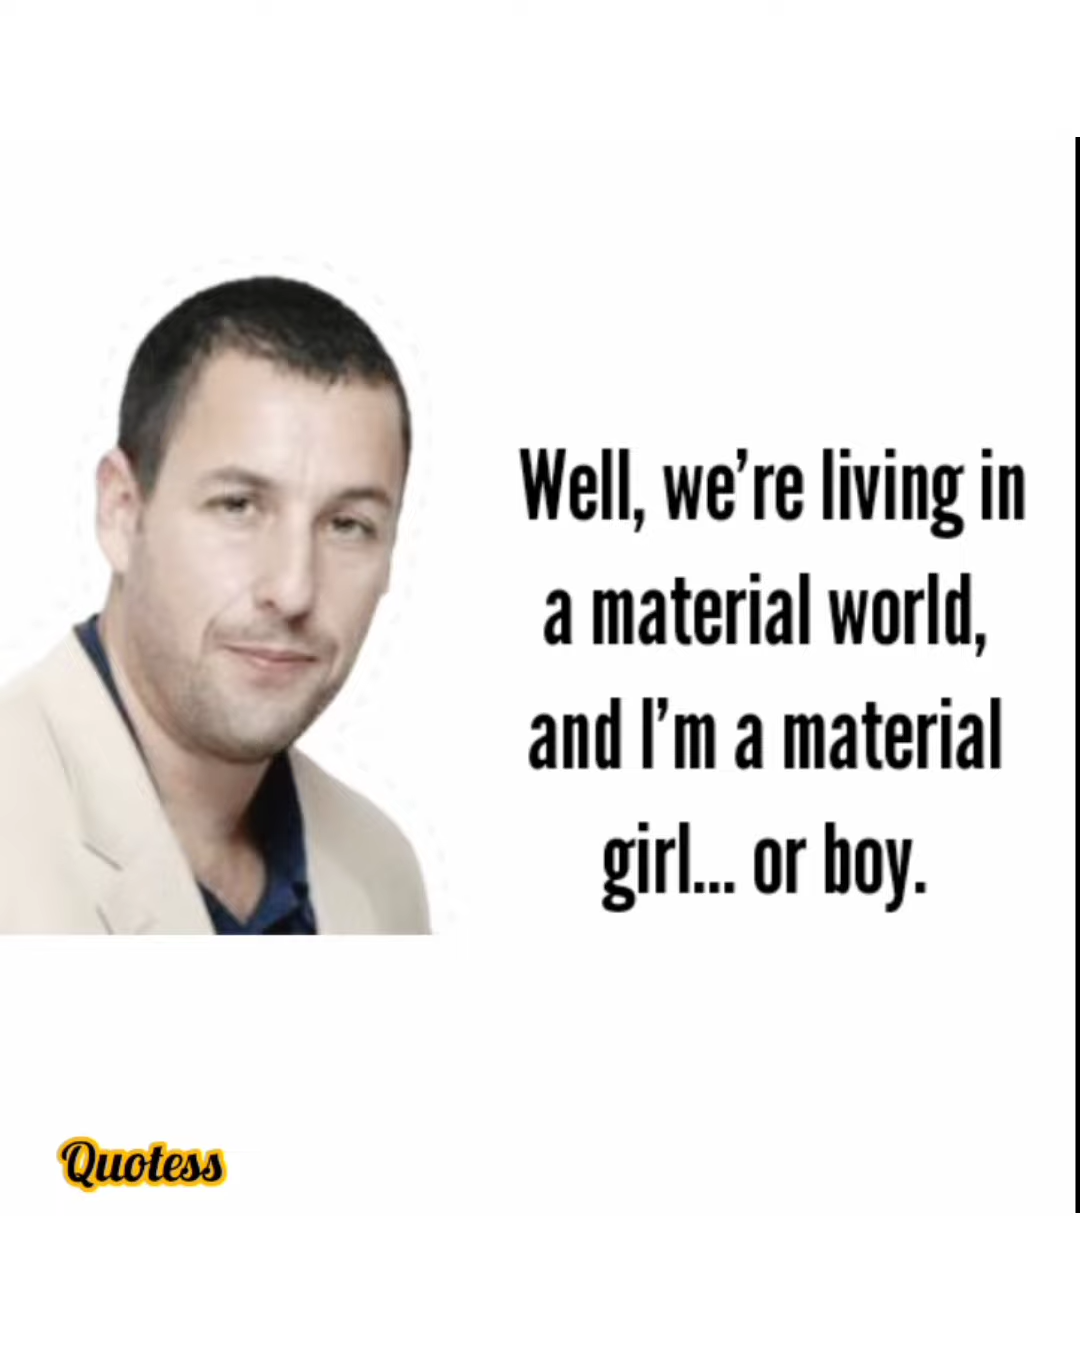 Well, we’re living in
a material world,
and I’m a material
girl... or boy.
Quotess